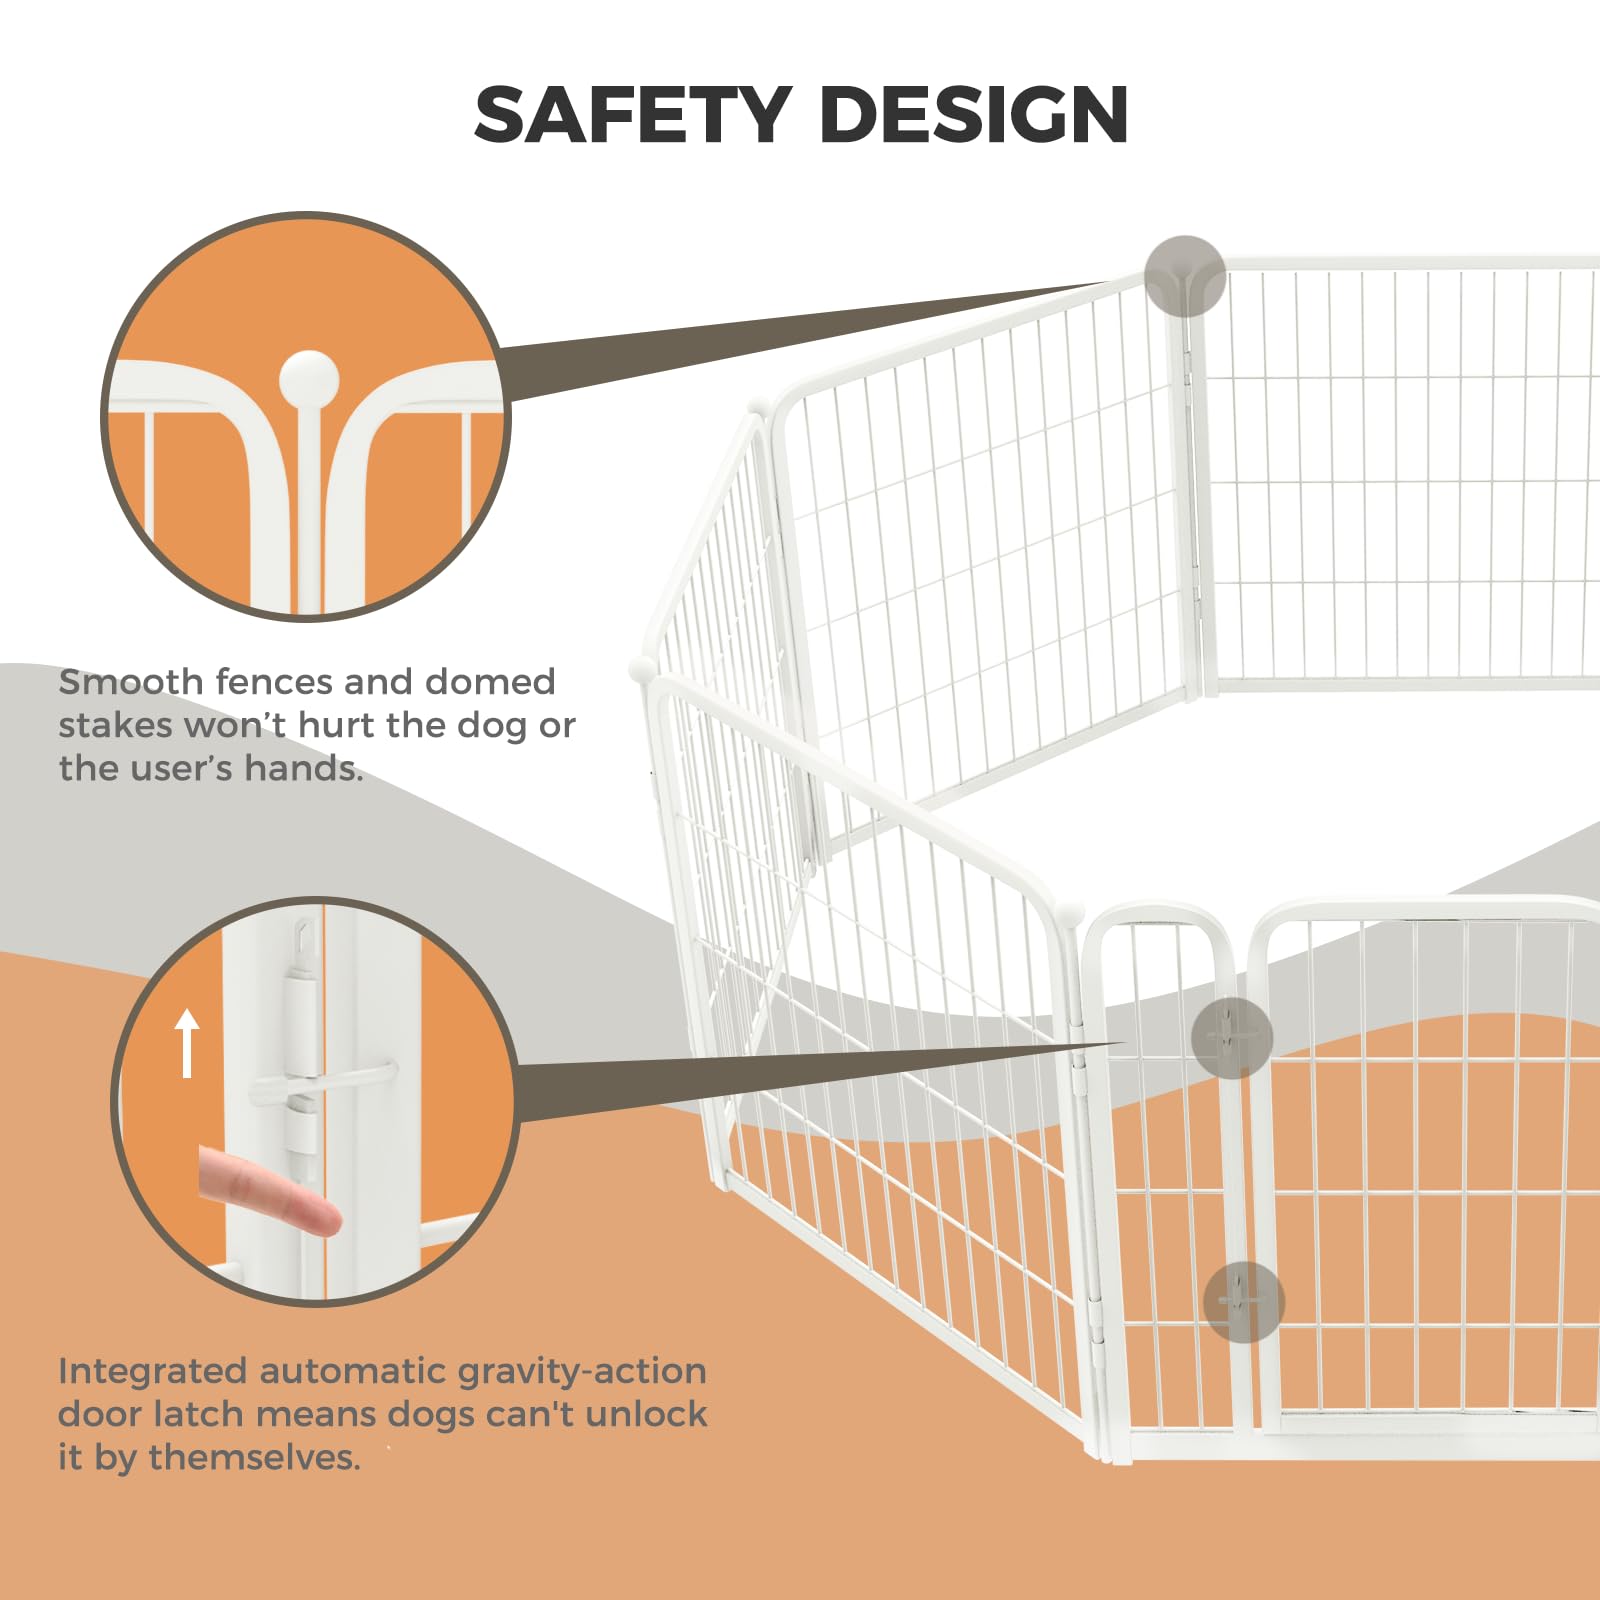 SAFETY DESIGN
Smooth fences and domed
stakes won’t hurt the dog or
the user’s hands.
Integrated automatic gravity-action
door latch means dogs can't unlock
it by themselves.